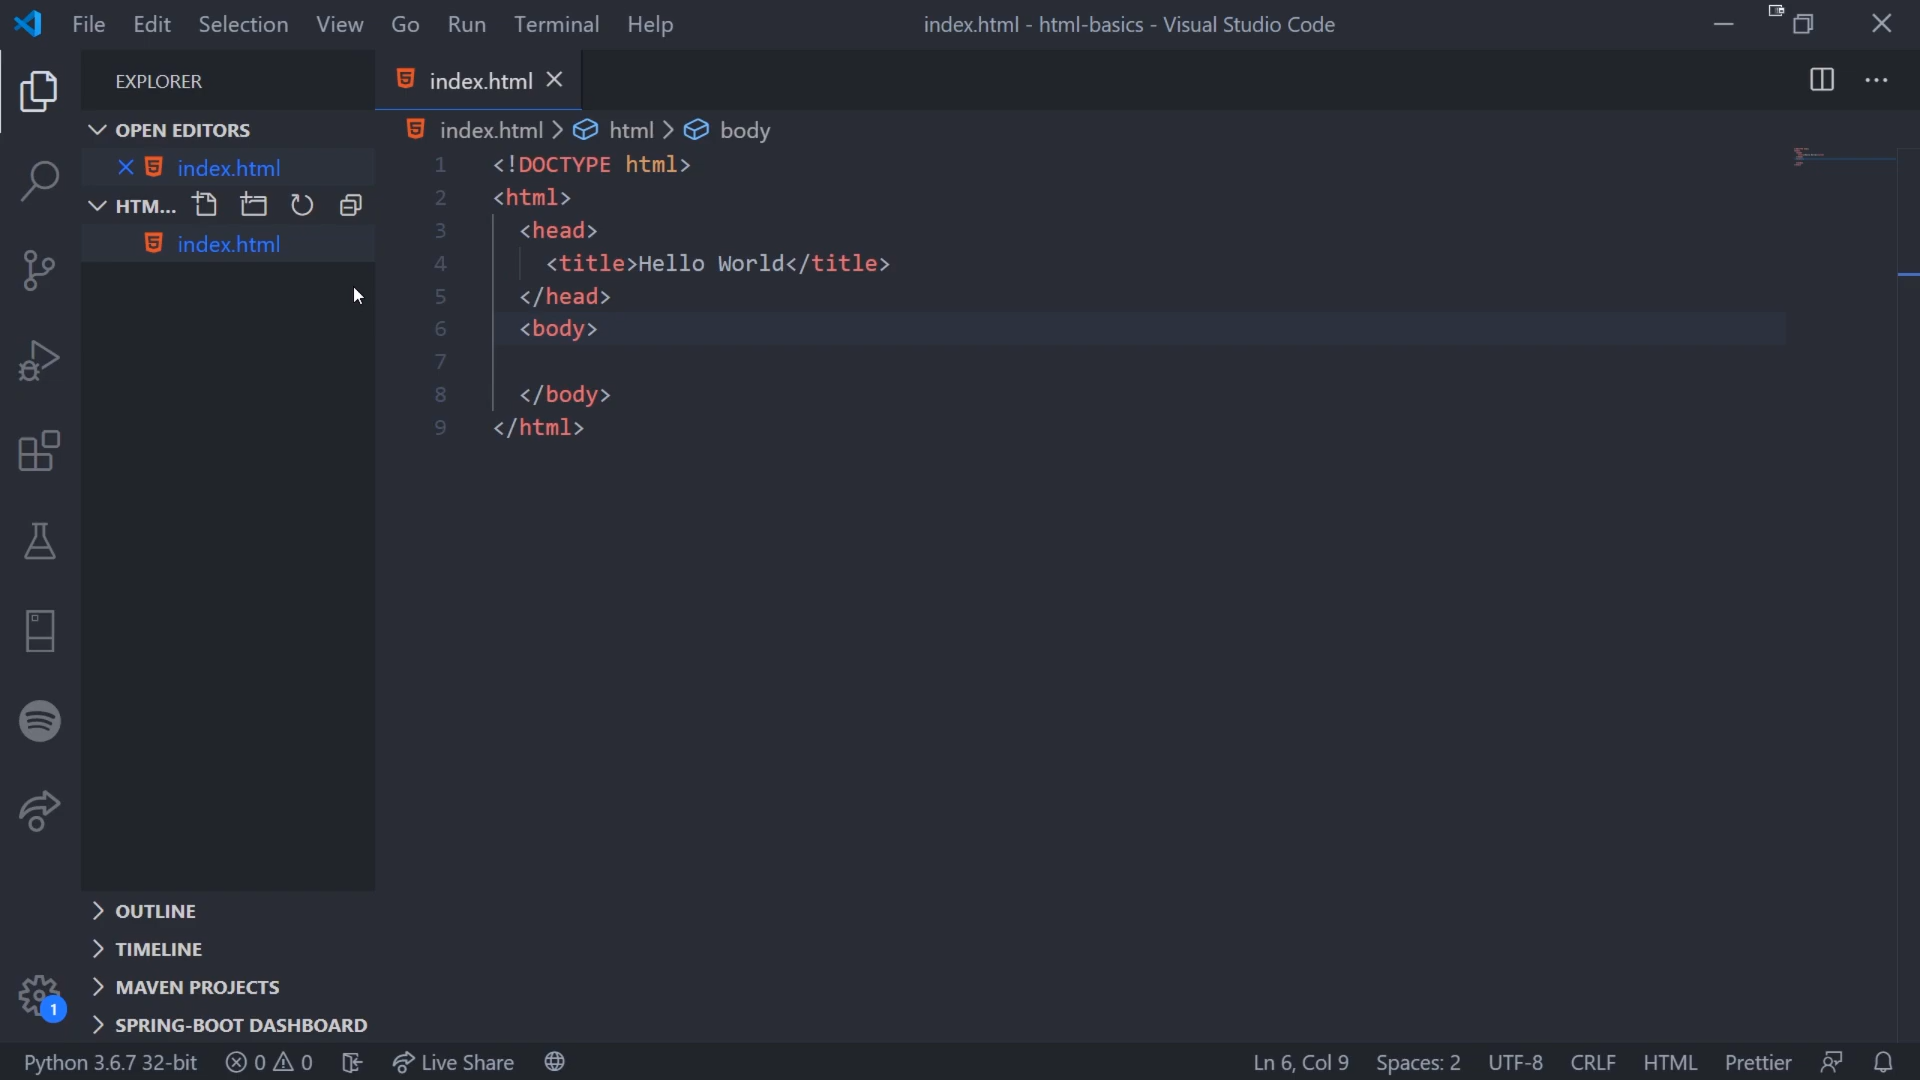 File Edit Selection View Go Run Terminal Help
index.html - html-basics - Visual Studio Code
EXPLORER
index.html
OPEN EDITORS
index.html
HTM...
index.html
index.html > html > body
1 <!DOCTYPE html>
2 <html>
3 <head>
4 <title>Hello World</title>
5 </head>
6 <body>
7
8 </body>
9 </html>
OUTLINE
TIMELINE
MAVEN PROJECTS
SPRING-BOOT DASHBOARD
1
Python 3.6.7 32-bit 0 0 Live Share
Ln 6, Col 9 Spaces: 2 UTF-8 CRLF HTML Prettier